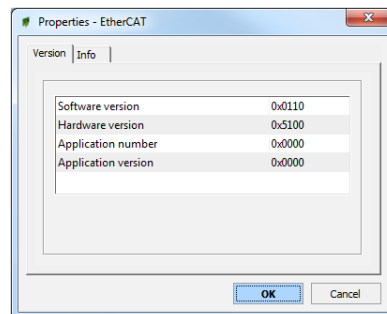 Properties - EtherCAT
Version Info
Software version 0x0110
Hardware version 0x5100
Application number 0x0000
Application version 0x0000
OK Cancel